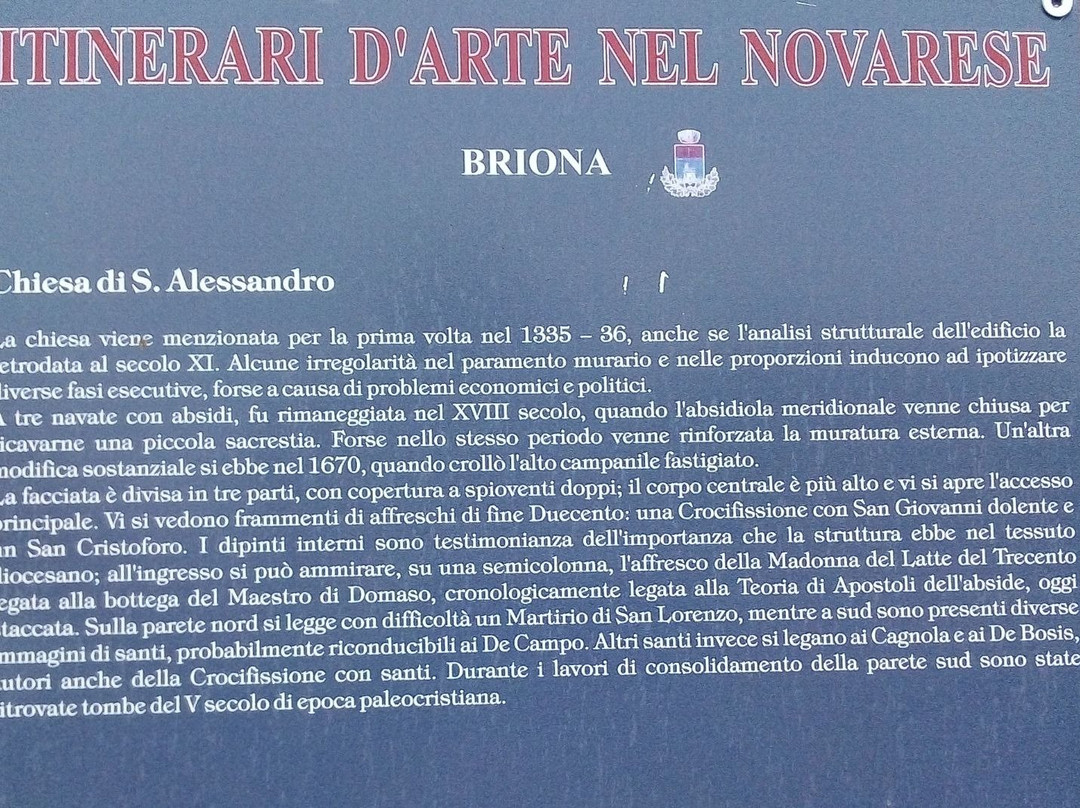 ITINERARI D'ARTE NEL NOVARESE
BRIONA
Chiesa di S. Alessandro
La chiesa viene menzionata per la prima volta nel 1335 – 36, anche se l'analisi strutturale dell'edificio la
etrodata al secolo XI. Alcune irregolarità nel paramento murario e nelle proporzioni inducono ad ipotizzare
diverse fasi esecutive, forse a causa di problemi economici e politici.
A tre navate con absidi, fu rimaneggiata nel XVIII secolo, quando l'absidiola meridionale venne chiusa per
icavarne una piccola sacrestia. Forse nello stesso periodo venne rinforzata la muratura esterna. Un'altra
modifica sostanziale si ebbe nel 1670, quando crollò l'alto campanile fastigiato.
La facciata è divisa in tre parti, con copertura a spioventi doppi; il corpo centrale è più alto e vi si apre l'accesso
principale. Vi si vedono frammenti di affreschi di fine Duecento: una Crocifissione con San Giovanni dolente e
un San Cristoforo. I dipinti interni sono testimonianza dell'importanza che la struttura ebbe nel tessuto
diocesano; all'ingresso si può ammirare, su una semicolonna, l'affresco della Madonna del Latte del Trecento
legata alla bottega del Maestro di Domaso, cronologicamente legata alla Teoria di Apostoli dell'abside, oggi
staccata. Sulla parete nord si legge con difficoltà un Martirio di San Lorenzo, mentre a sud sono presenti diverse
immagini di santi, probabilmente riconducibili ai De Campo. Altri santi invece si legano ai Cagnola e ai De Bosis,
autori anche della Crocifissione con santi. Durante i lavori di consolidamento della parete sud sono state
itrovate tombe del V secolo di epoca paleocristiana.